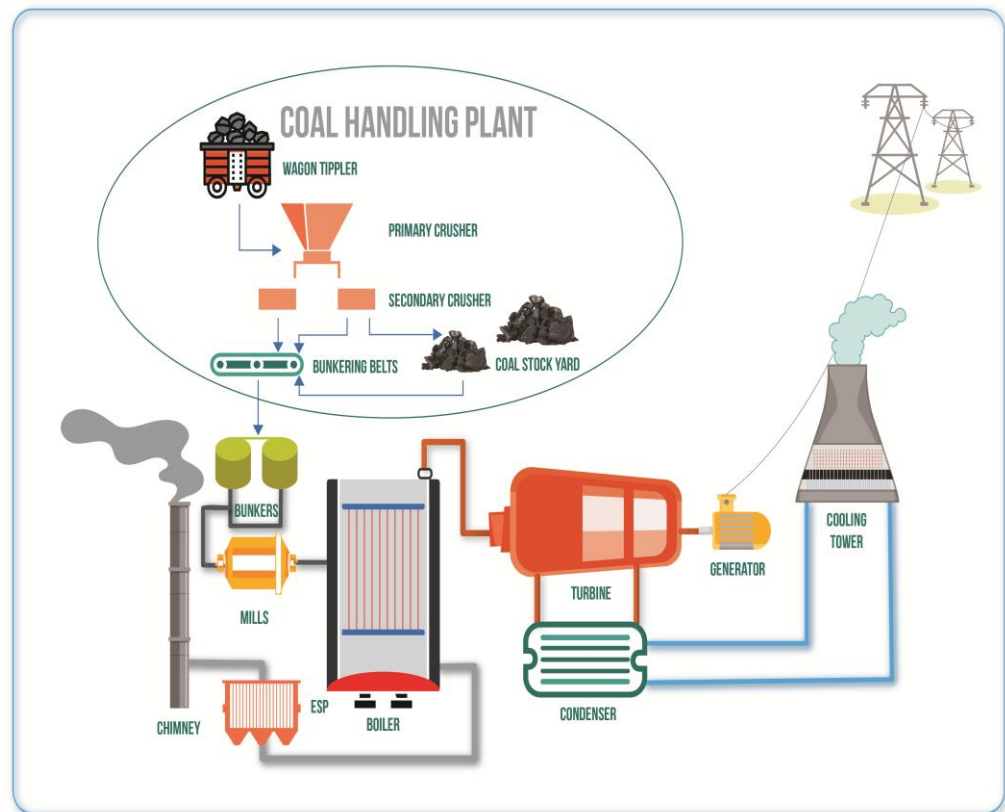 COAL HANDLING PLANT
WAGON TIPPLER
PRIMARY CRUSHER
SECONDARY CRUSHER
BUNKERING BELTS
COAL STOCK YARD
BUNKERS
MILLS
ESP
CHIMNEY
BOILER
TURBINE
CONDENSER
GENERATOR
COOLING
TOWER